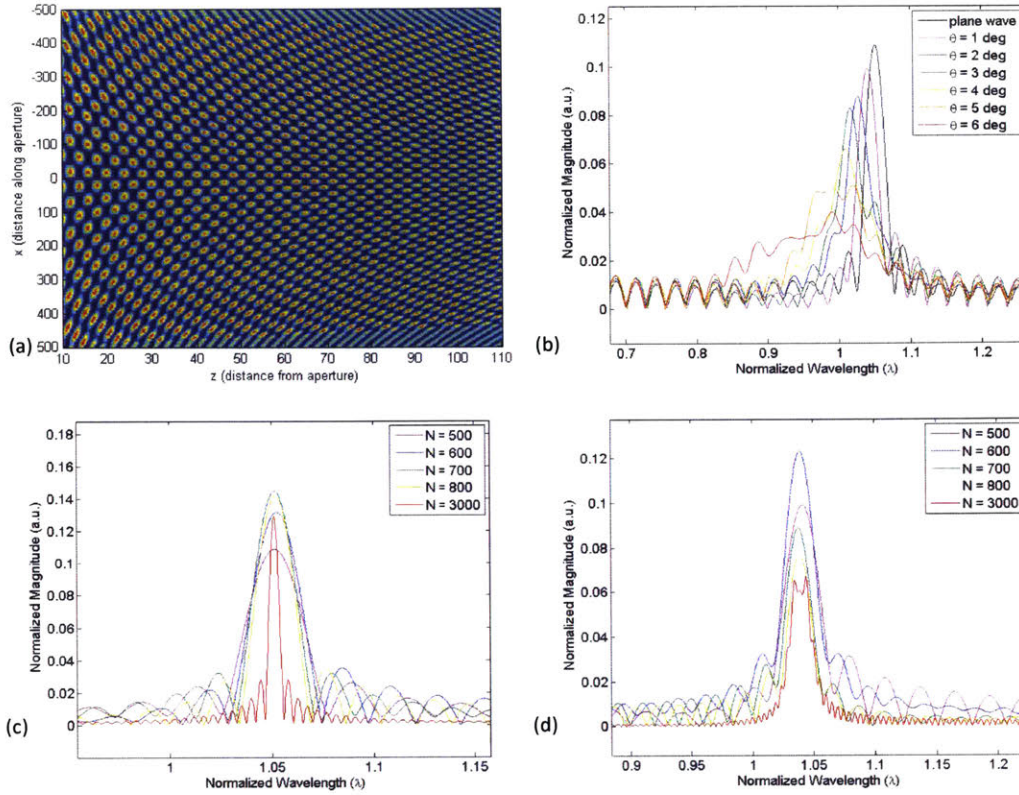 -500
-400
-300
-200
-100
0
100
200
300
400
500
10 20 30 40 50 60 70 80 90 100 110
x (distance along aperture)
z (distance from aperture)
(a)
0.12
0.1
0.08
0.06
0.04
0.02
0
0.7 0.8 0.9 1 1.1 1.2
Normalized Magnitude (a.u.)
Normalized Wavelength (λ)
plane wave
θ = 1 deg
θ = 2 deg
θ = 3 deg
θ = 4 deg
θ = 5 deg
θ = 6 deg
(b)
0.18
0.16
0.14
0.12
0.1
0.08
0.06
0.04
0.02
0
1 1.05 1.1 1.15
Normalized Magnitude (a.u.)
Normalized Wavelength (λ)
N = 500
N = 600
N = 700
N = 800
N = 3000
(c)
0.12
0.1
0.08
0.06
0.04
0.02
0
0.9 0.95 1 1.05 1.1 1.15 1.2
Normalized Magnitude (a.u.)
Normalized Wavelength (λ)
N = 500
N = 600
N = 700
N = 800
N = 3000
(d)